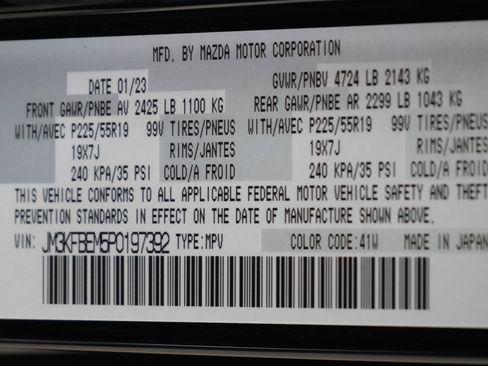 MFD. BY MAZDA MOTOR CORPORATION
DATE 01/23 GVWR/PNBV 4724 LB 2143 KG
FRONT GAWR/PNBE AV 2425 LB 1100 KG REAR GAWR/PNBE AR 2299 LB 1043 KG
WITH/AVEC P225/55R19 99V TIRES/PNEUS WITH/AVEC P225/55R19 99V TIRES/PNEUS
19X7J RIMS/JANTES 19X7J RIMS/JANTES
240 KPA/35 PSI COLD/A FROID 240 KPA/35 PSI COLD/A FROID
THIS VEHICLE CONFORMS TO ALL APPLICABLE FEDERAL MOTOR VEHICLE SAFETY AND THEFT
PREVENTION STANDARDS IN EFFECT ON THE DATE OF MANUFACTURE SHOWN ABOVE.
VIN: JM3KFBEM5P0197392 TYPE:MPV COLOR CODE:41W MADE IN JAPAN